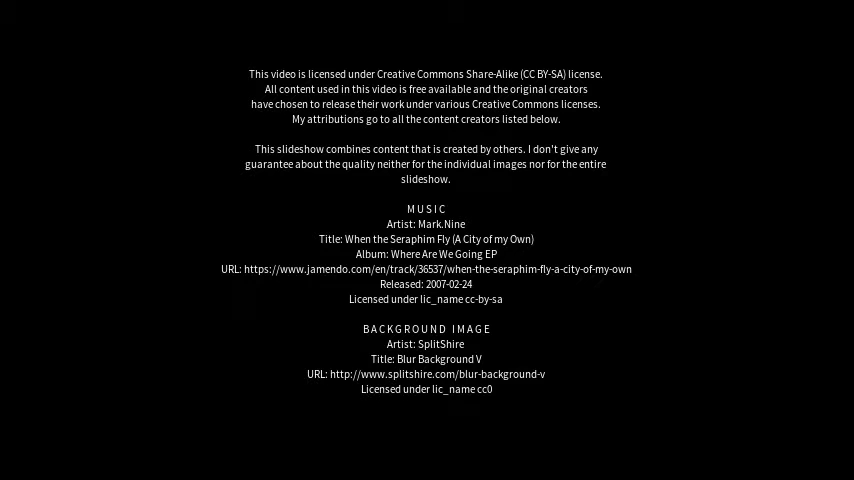 This video is licensed under Creative Commons Share-Alike (CC BY-SA) license.
All content used in this video is free available and the original creators
have chosen to release their work under various Creative Commons licenses.
My attributions go to all the content creators listed below.
This slideshow combines content that is created by others. I don't give any
guarantee about the quality neither for the individual images nor for the entire
slideshow.
MUSIC
Artist: Mark.Nine
Title: When the Seraphim Fly (A City of my Own)
Album: Where Are We Going EP
URL: https://www.jamendo.com/en/track/36537/when-the-seraphim-fly-a-city-of-my-own
Released: 2007-02-24
Licensed under lic_name cc-by-sa
BACKGROUND IMAGE
Artist: SplitShire
Title: Blur Background V
URL: http://www.splitshire.com/blur-background-v
Licensed under lic_name cc0